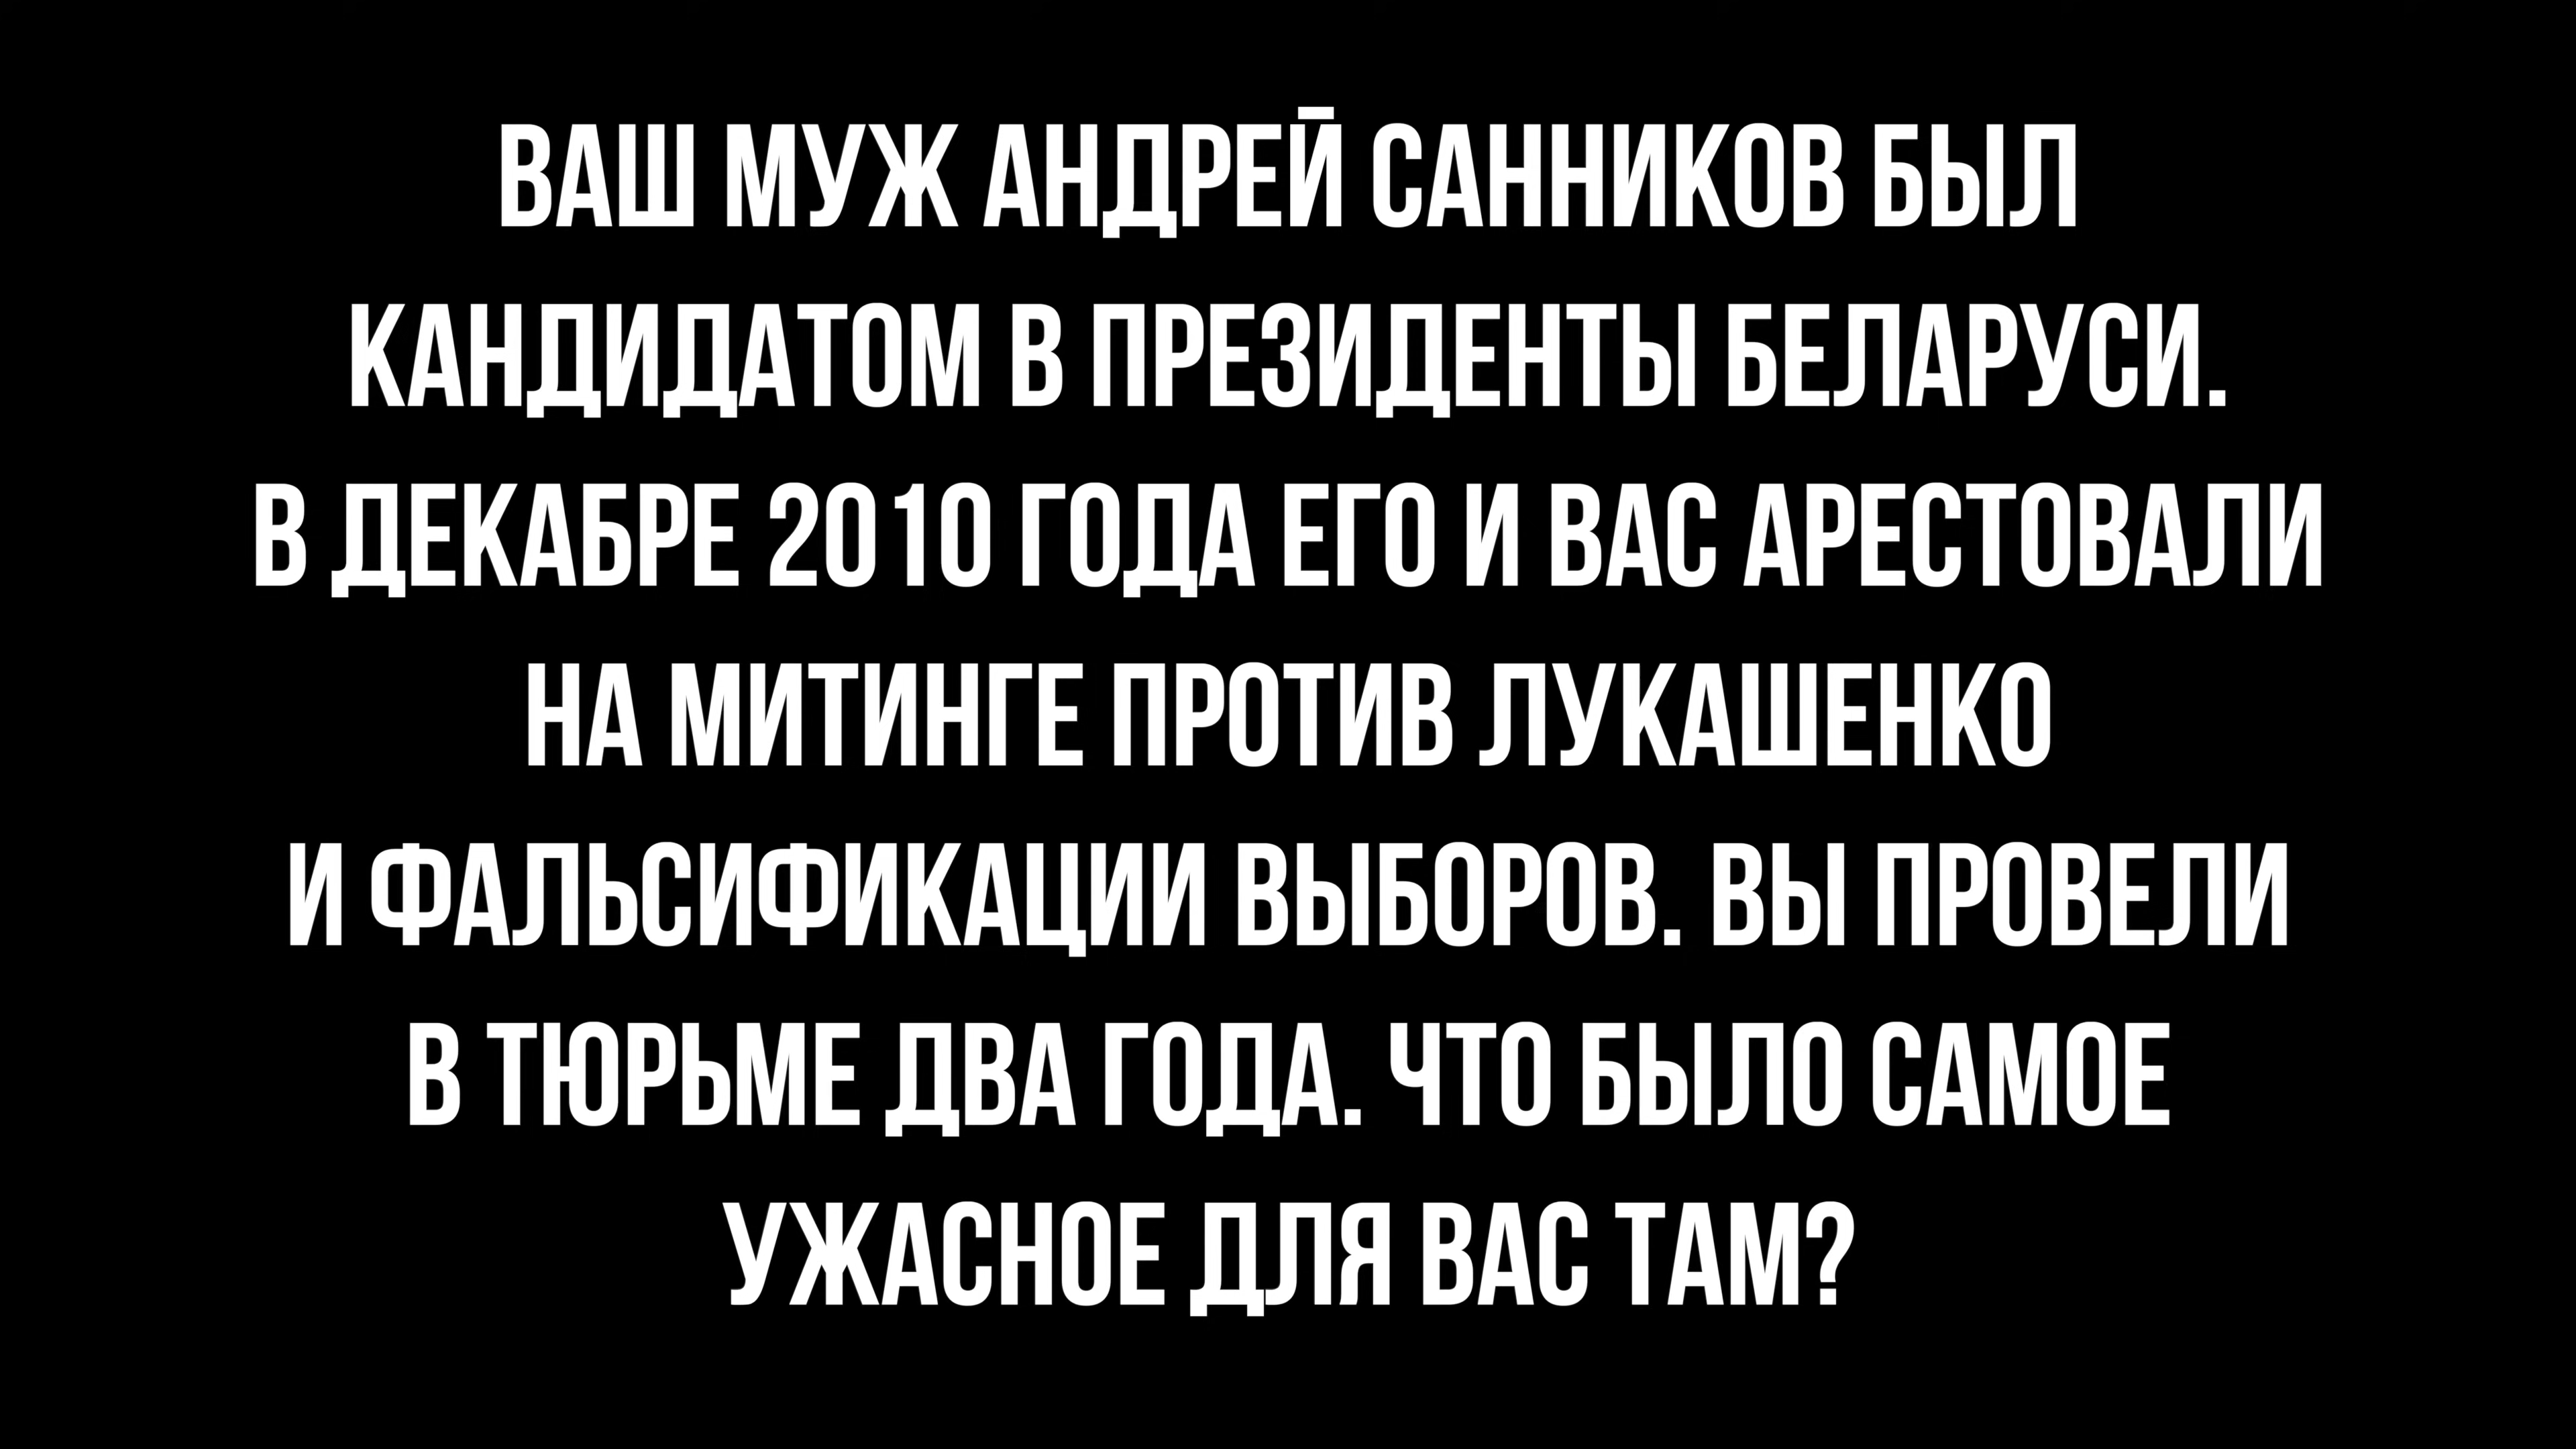 ВАШ МУЖ АНДРЕЙ САННИКОВ БЫЛ
КАНДИДАТОМ В ПРЕЗИДЕНТЫ БЕЛАРУСИ.
В ДЕКАБРЕ 2010 ГОДА ЕГО И ВАС АРЕСТОВАЛИ
НА МИТИНГЕ ПРОТИВ ЛУКАШЕНКО
И ФАЛЬСИФИКАЦИИ ВЫБОРОВ. ВЫ ПРОВЕЛИ
В ТЮРЬМЕ ДВА ГОДА. ЧТО БЫЛО САМОЕ
УЖАСНОЕ ДЛЯ ВАС ТАМ?